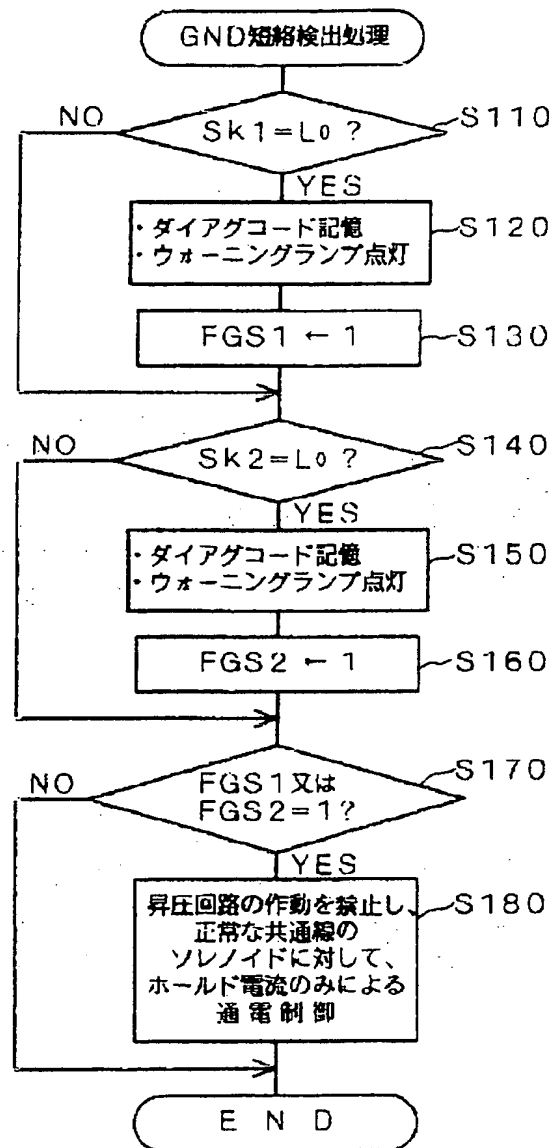 GND短絡検出処理
Sk1=Lo ?
S110
NO
YES
・ダイアグコード記憶
・ウォーニングランプ点灯
S120
FGS1 ← 1
S130
Sk2=Lo ?
S140
NO
YES
・ダイアグコード記憶
・ウォーニングランプ点灯
S150
FGS2 ← 1
S160
FGS1又は
FGS2=1?
S170
NO
YES
昇圧回路の作動を禁止し、
正常な共通線の
ソレノイドに対して、
ホールド電流のみによる
通電制御
S180
END